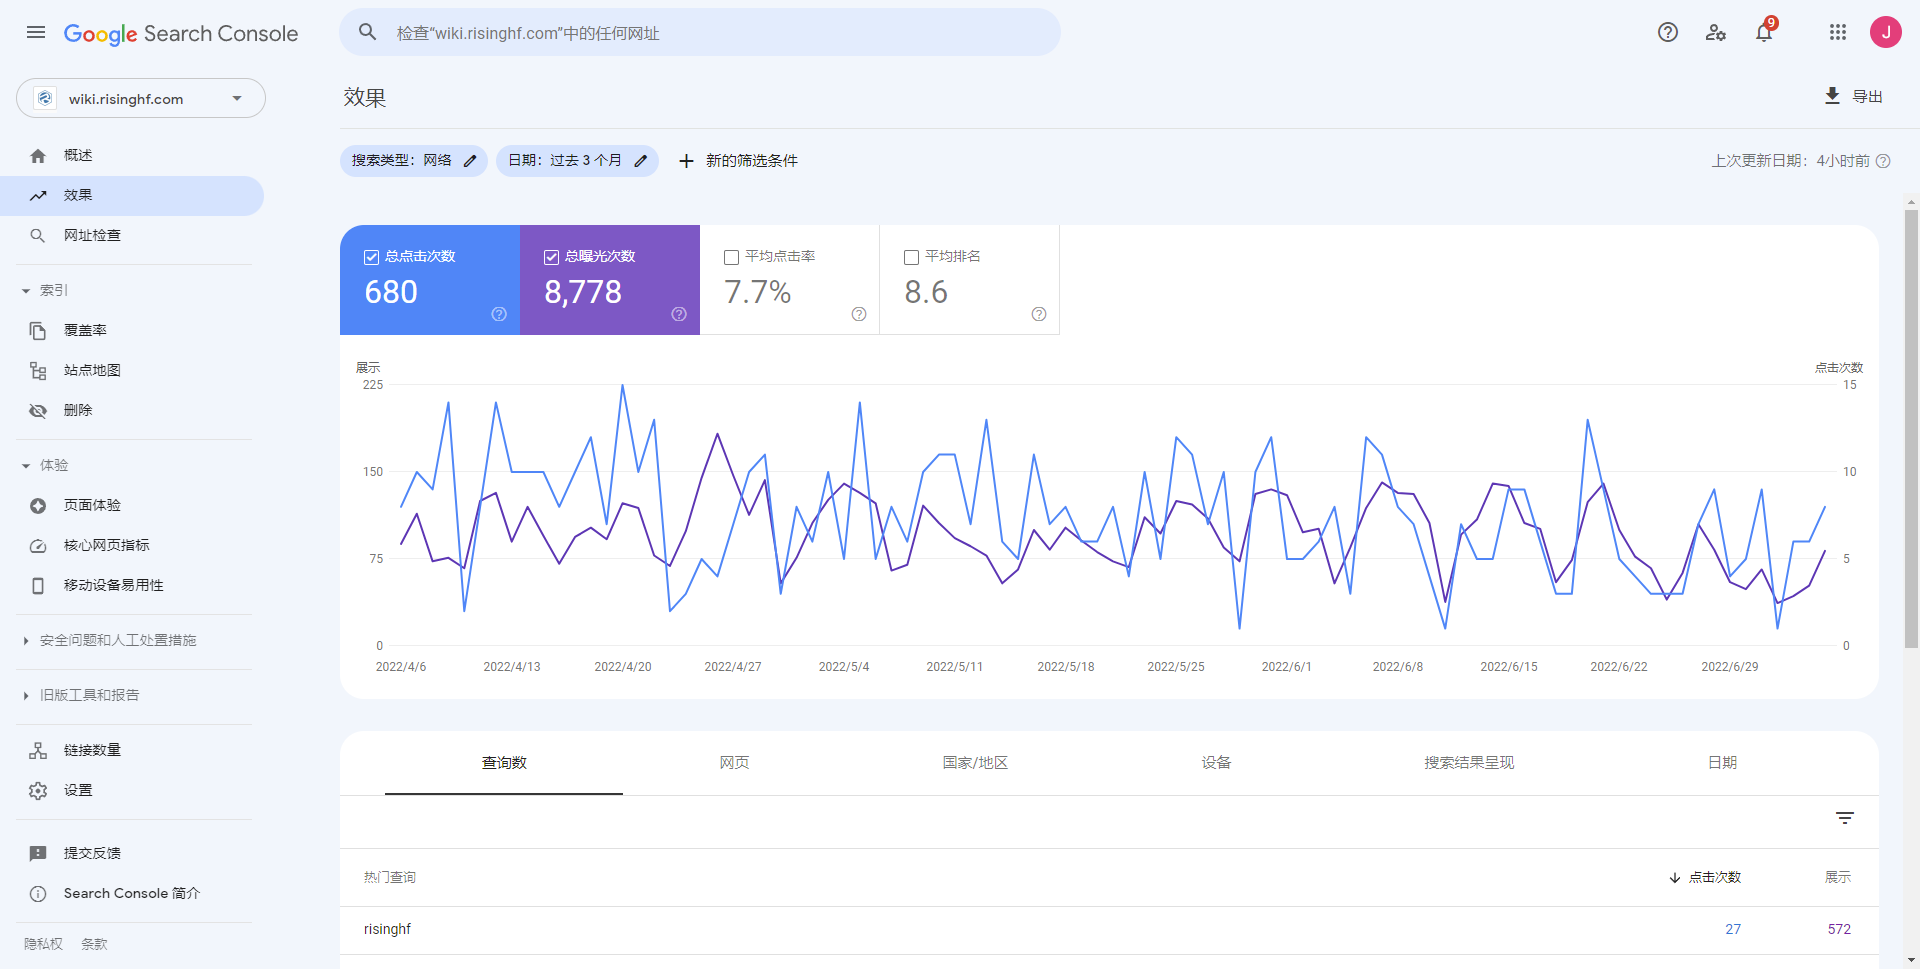 Google Search Console
检查“wiki.risinghf.com”中的任何网址
9
J
wiki.risinghf.com
效果
导出
概述
效果
网址检查
索引
覆盖率
站点地图
删除
体验
页面体验
核心网页指标
移动设备易用性
安全问题和人工处置措施
旧版工具和报告
链接数量
设置
提交反馈
Search Console 简介
隐私权 条款
搜索类型：网络
日期：过去 3 个月
新的筛选条件
上次更新日期：4小时前
总点击次数
680
总曝光次数
8,778
平均点击率
7.7%
平均排名
8.6
展示
点击次数
225
150
75
0
15
10
5
0
2022/4/6 2022/4/13 2022/4/20 2022/4/27 2022/5/4 2022/5/11 2022/5/18 2022/5/25 2022/6/1 2022/6/8 2022/6/15 2022/6/22 2022/6/29
查询数 网页 国家/地区 设备 搜索结果呈现 日期
热门查询 点击次数 展示
risinghf 27 572